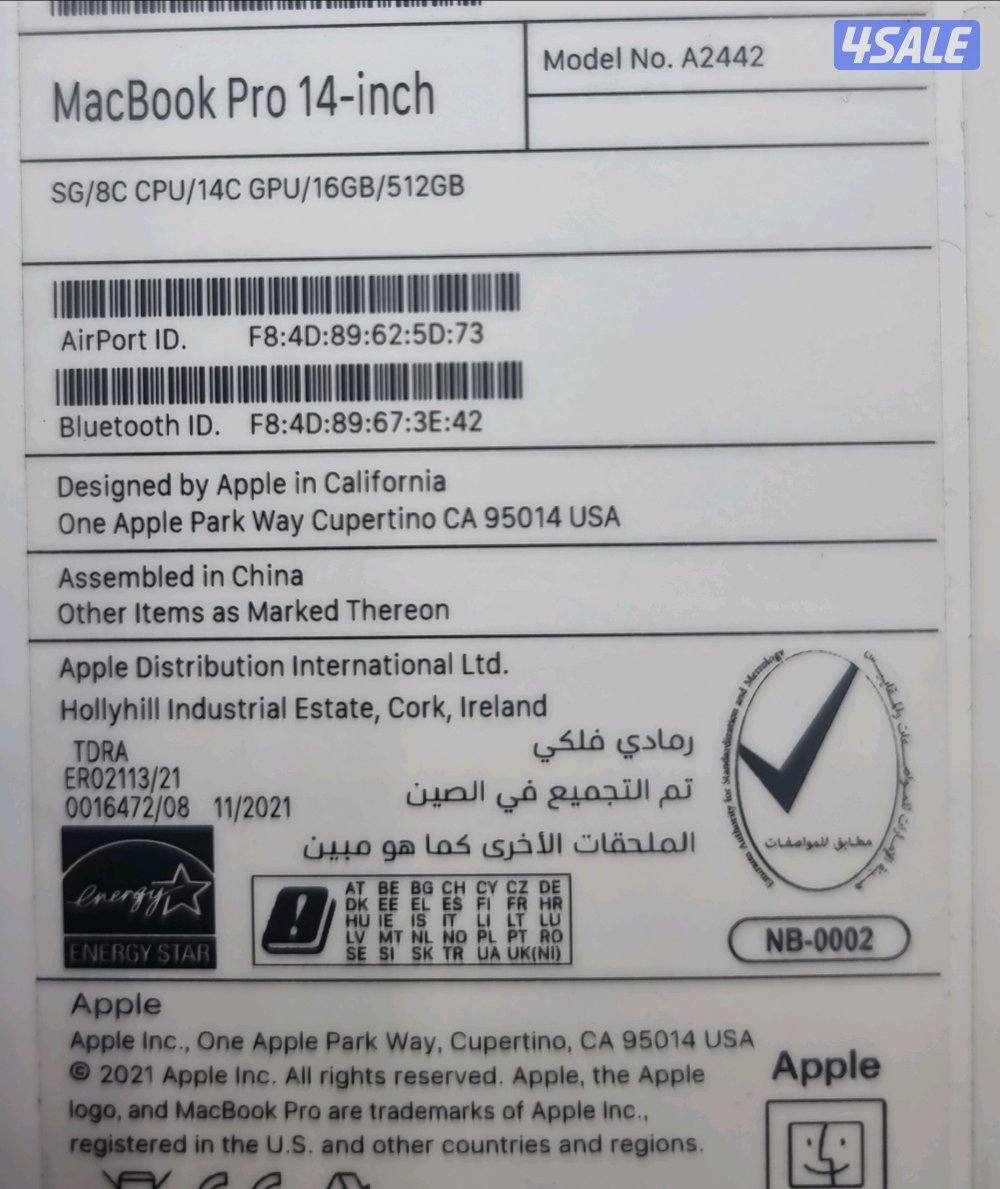 4SALE
MacBook Pro 14-inch
Model No. A2442
SG/8C CPU/14C GPU/16GB/512GB
AirPort ID. F8:4D:89:62:5D:73
Bluetooth ID. F8:4D:89:67:3E:42
Designed by Apple in California
One Apple Park Way Cupertino CA 95014 USA
Assembled in China
Other Items as Marked Thereon
Apple Distribution International Ltd.
Hollyhill Industrial Estate, Cork, Ireland
TDRA
ER02113/21
0016472/08 11/2021
رمادي فلكي
تم التجميع في الصين
الملحقات الأخرى كما هو مبين
Emirates Authority for Standardization and Metrology
مطابق للمواصفات
energy
ENERGY STAR
AT BE BG CH CY CZ DE
DK EE EL ES FI FR HR
HU IE IS IT LI LT LU
LV MT NL NO PL PT RO
SE SI SK TR UA UK(NI)
NB-0002
Apple
Apple Inc., One Apple Park Way, Cupertino, CA 95014 USA
© 2021 Apple Inc. All rights reserved. Apple, the Apple
logo, and MacBook Pro are trademarks of Apple Inc.,
registered in the U.S. and other countries and regions.
Apple